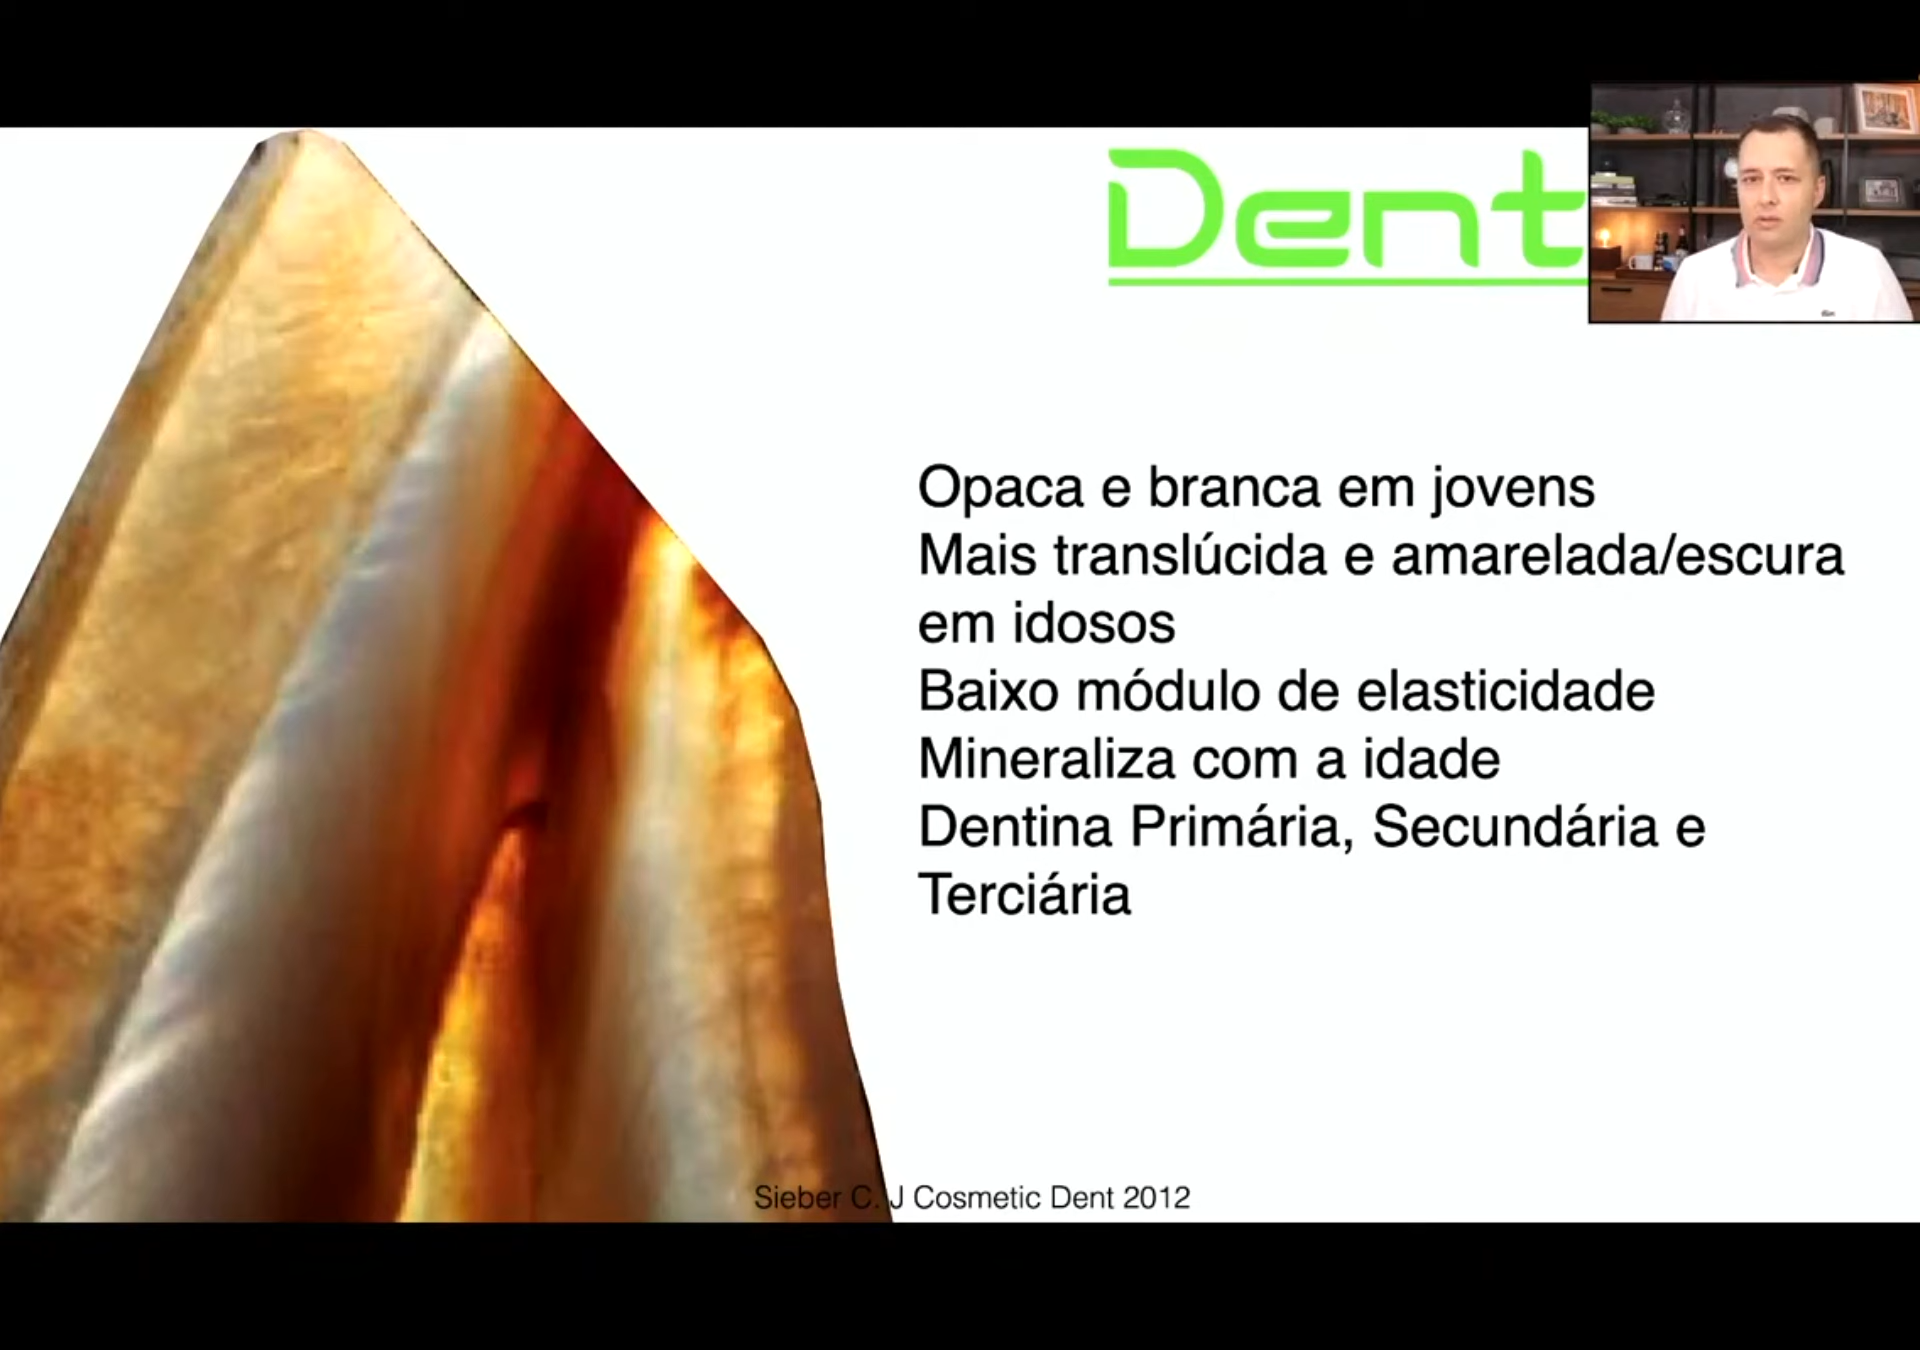 Dent
Opaca e branca em jovens
Mais translúcida e amarelada/escura
em idosos
Baixo módulo de elasticidade
Mineraliza com a idade
Dentina Primária, Secundária e
Terciária
Sieber C. J Cosmetic Dent 2012